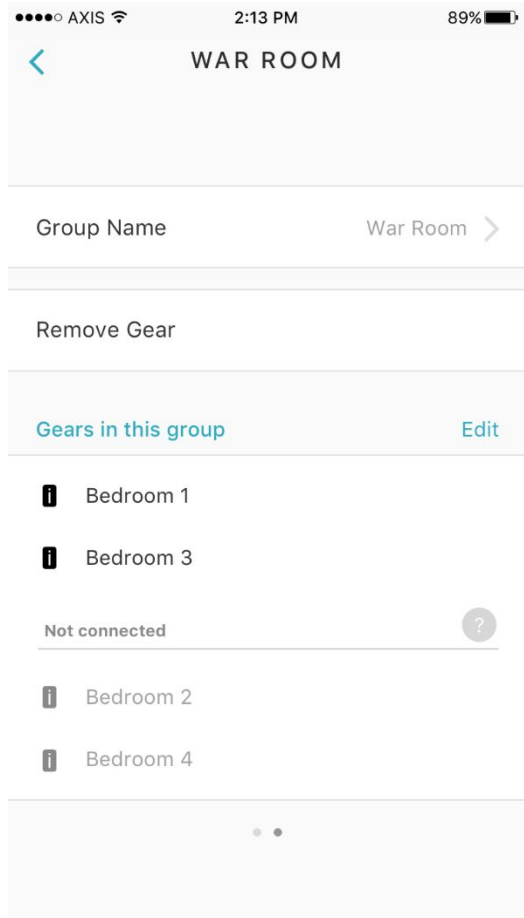 AXIS 2:13 PM 89%
WAR ROOM
Group Name War Room
Remove Gear
Gears in this group Edit
i Bedroom 1
i Bedroom 3
Not connected ?
i Bedroom 2
i Bedroom 4